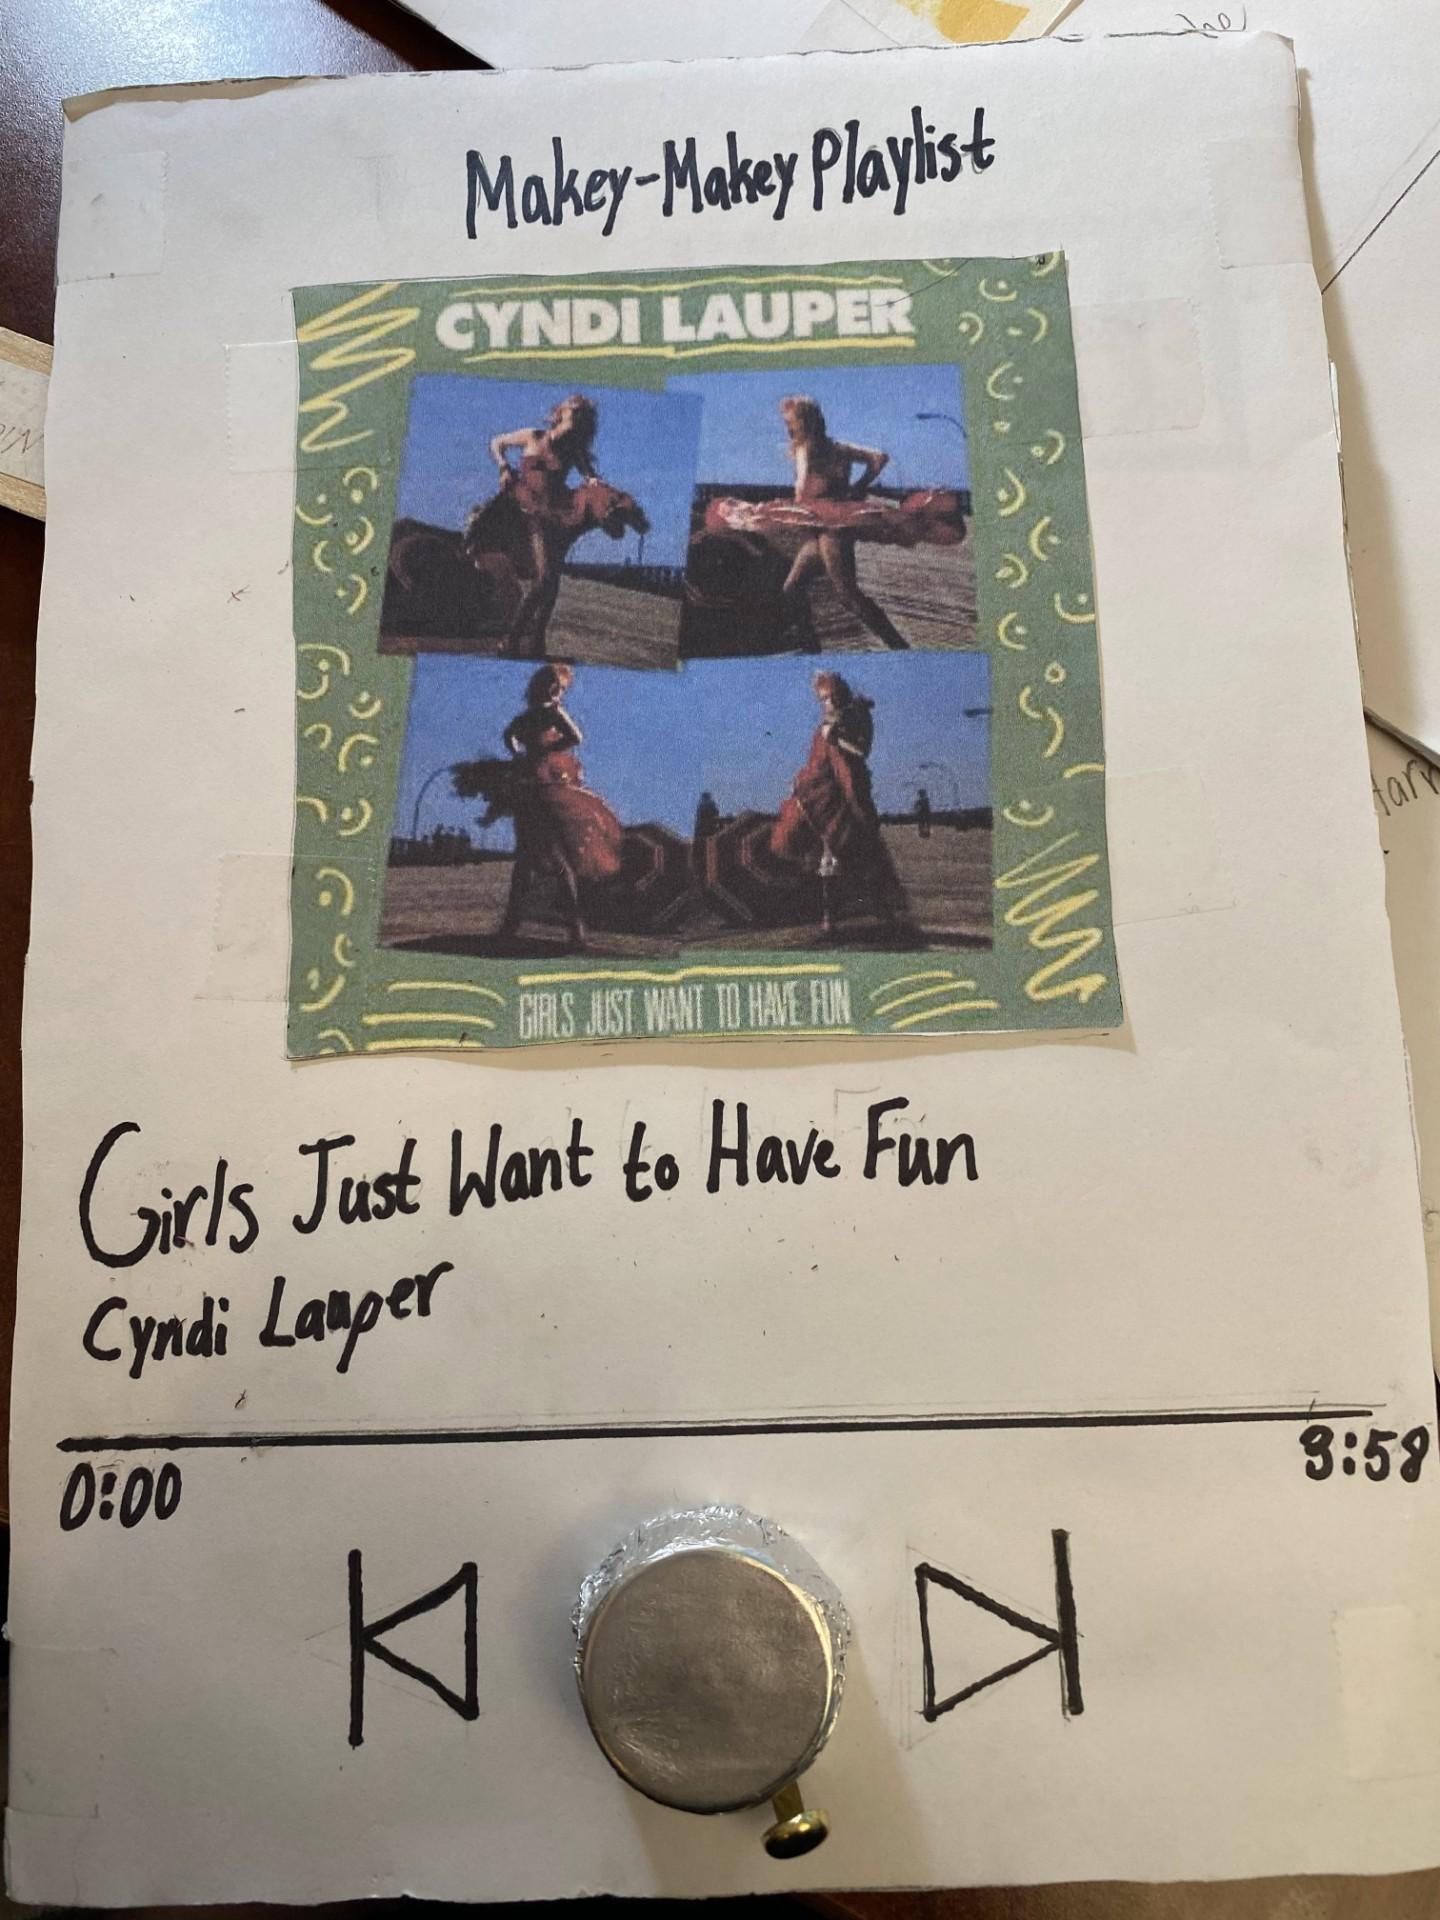 Makey-Makey Playlist
CYNDI LAUPER
GIRLS JUST WANT TO HAVE FUN
Girls Just Want to Have Fun
Cyndi Lauper
0:00 3:58